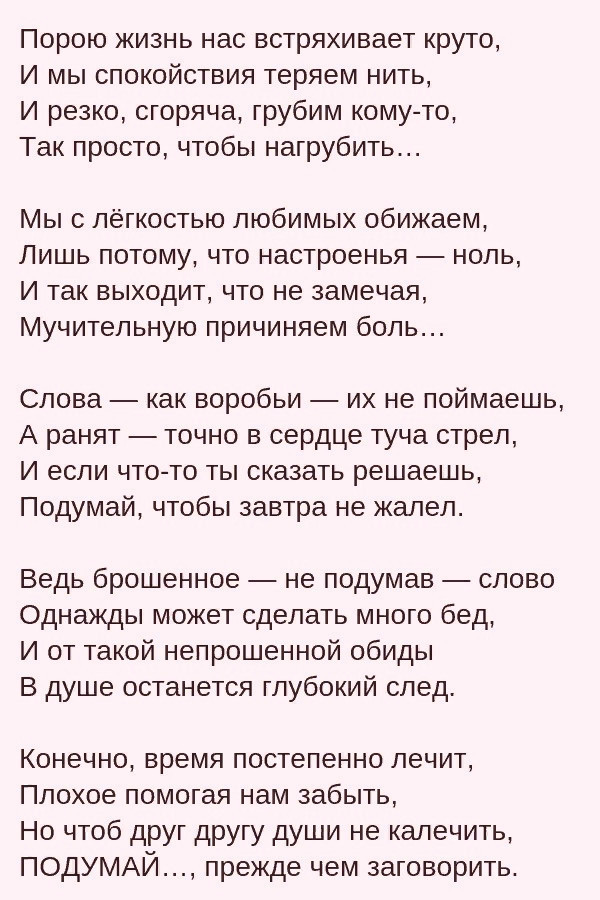 Порою жизнь нас встряхивает круто,
И мы спокойствия теряем нить,
И резко, сгоряча, грубим кому-то,
Так просто, чтобы нагрубить…
Мы с лёгкостью любимых обижаем,
Лишь потому, что настроенья — ноль,
И так выходит, что не замечая,
Мучительную причиняем боль…
Слова — как воробьи — их не поймаешь,
А ранят — точно в сердце туча стрел,
И если что-то ты сказать решаешь,
Подумай, чтобы завтра не жалел.
Ведь брошенное — не подумав — слово
Однажды может сделать много бед,
И от такой непрошенной обиды
В душе останется глубокий след.
Конечно, время постепенно лечит,
Плохое помогая нам забыть,
Но чтоб друг другу души не калечить,
ПОДУМАЙ…, прежде чем заговорить.